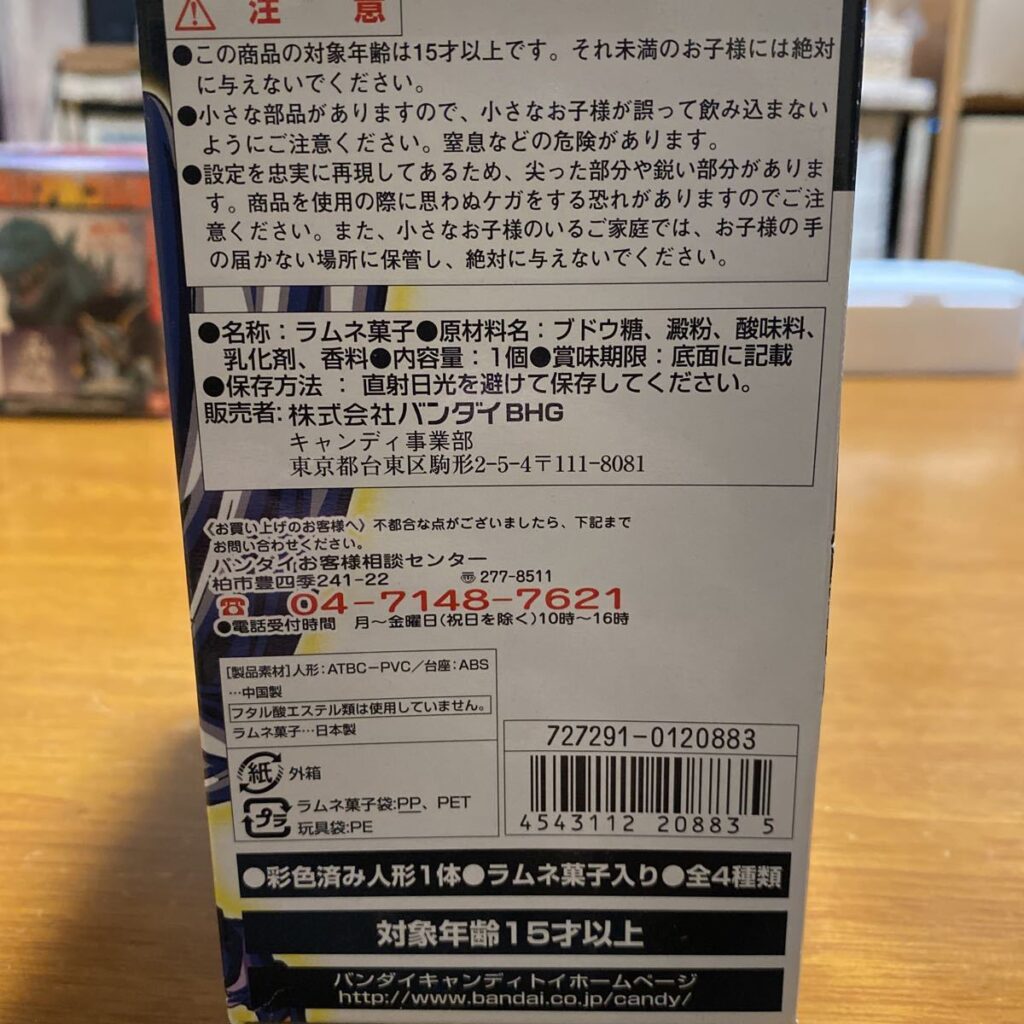 注 意
●この商品の対象年齢は15才以上です。それ未満のお子様には絶対
に与えないでください。
●小さな部品がありますので、小さなお子様が誤って飲み込まない
ようにご注意ください。窒息などの危険があります。
●設定を忠実に再現してあるため、尖った部分や鋭い部分がありま
す。商品を使用の際に思わぬケガをする恐れがありますのでご注
意ください。また、小さなお子様のいるご家庭では、お子様の手
の届かない場所に保管し、絶対に与えないでください。
●名称：ラムネ菓子●原材料名：ブドウ糖、澱粉、酸味料、
乳化剤、香料●内容量：1個●賞味期限：底面に記載
●保存方法：直射日光を避けて保存してください。
販売者：株式会社バンダイBHG
キャンディ事業部
東京都台東区駒形2-5-4〒111-8081
〈お買い上げのお客様へ〉不都合な点がございましたら、下記まで
お問い合わせください。
バンダイお客様相談センター
柏市豊四季241-22 〠277-8511
☎ 04-7148-7621
●電話受付時間 月～金曜日(祝日を除く)10時～16時
[製品素材]人形：ATBC-PVC／台座：ABS
…中国製
フタル酸エステル類は使用していません。
ラムネ菓子…日本製
紙 外箱
プラ ラムネ菓子袋:PP、PET
玩具袋:PE
727291-0120883
4543112 208835
●彩色済み人形1体●ラムネ菓子入り●全4種類
対象年齢15才以上
バンダイキャンディトイホームページ
http://www.bandai.co.jp/candy/